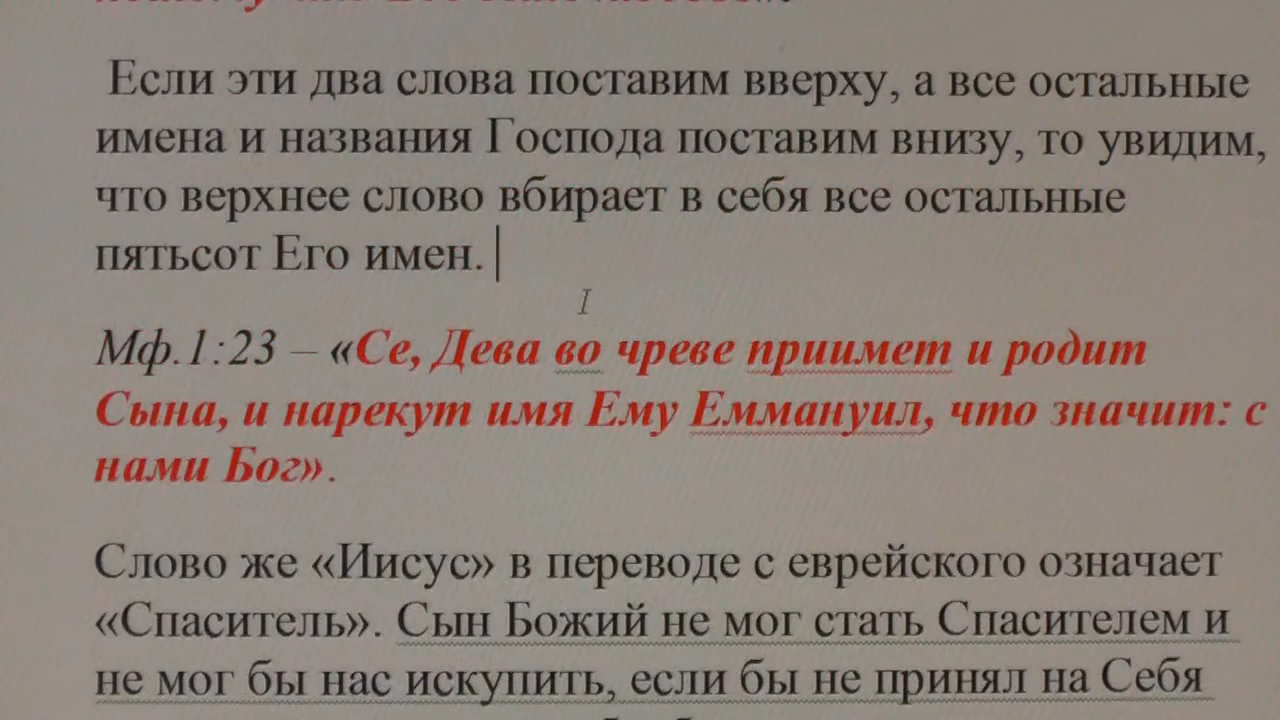 Если эти два слова поставим вверху, а все остальные
имена и названия Господа поставим внизу, то увидим,
что верхнее слово вбирает в себя все остальные
пятьсот Его имен.
Мф.1:23 – «Се, Дева во чреве приимет и родит
Сына, и нарекут имя Ему Еммануил, что значит: с
нами Бог».
Слово же «Иисус» в переводе с еврейского означает
«Спаситель». Сын Божий не мог стать Спасителем и
не мог бы нас искупить, если бы не принял на Себя